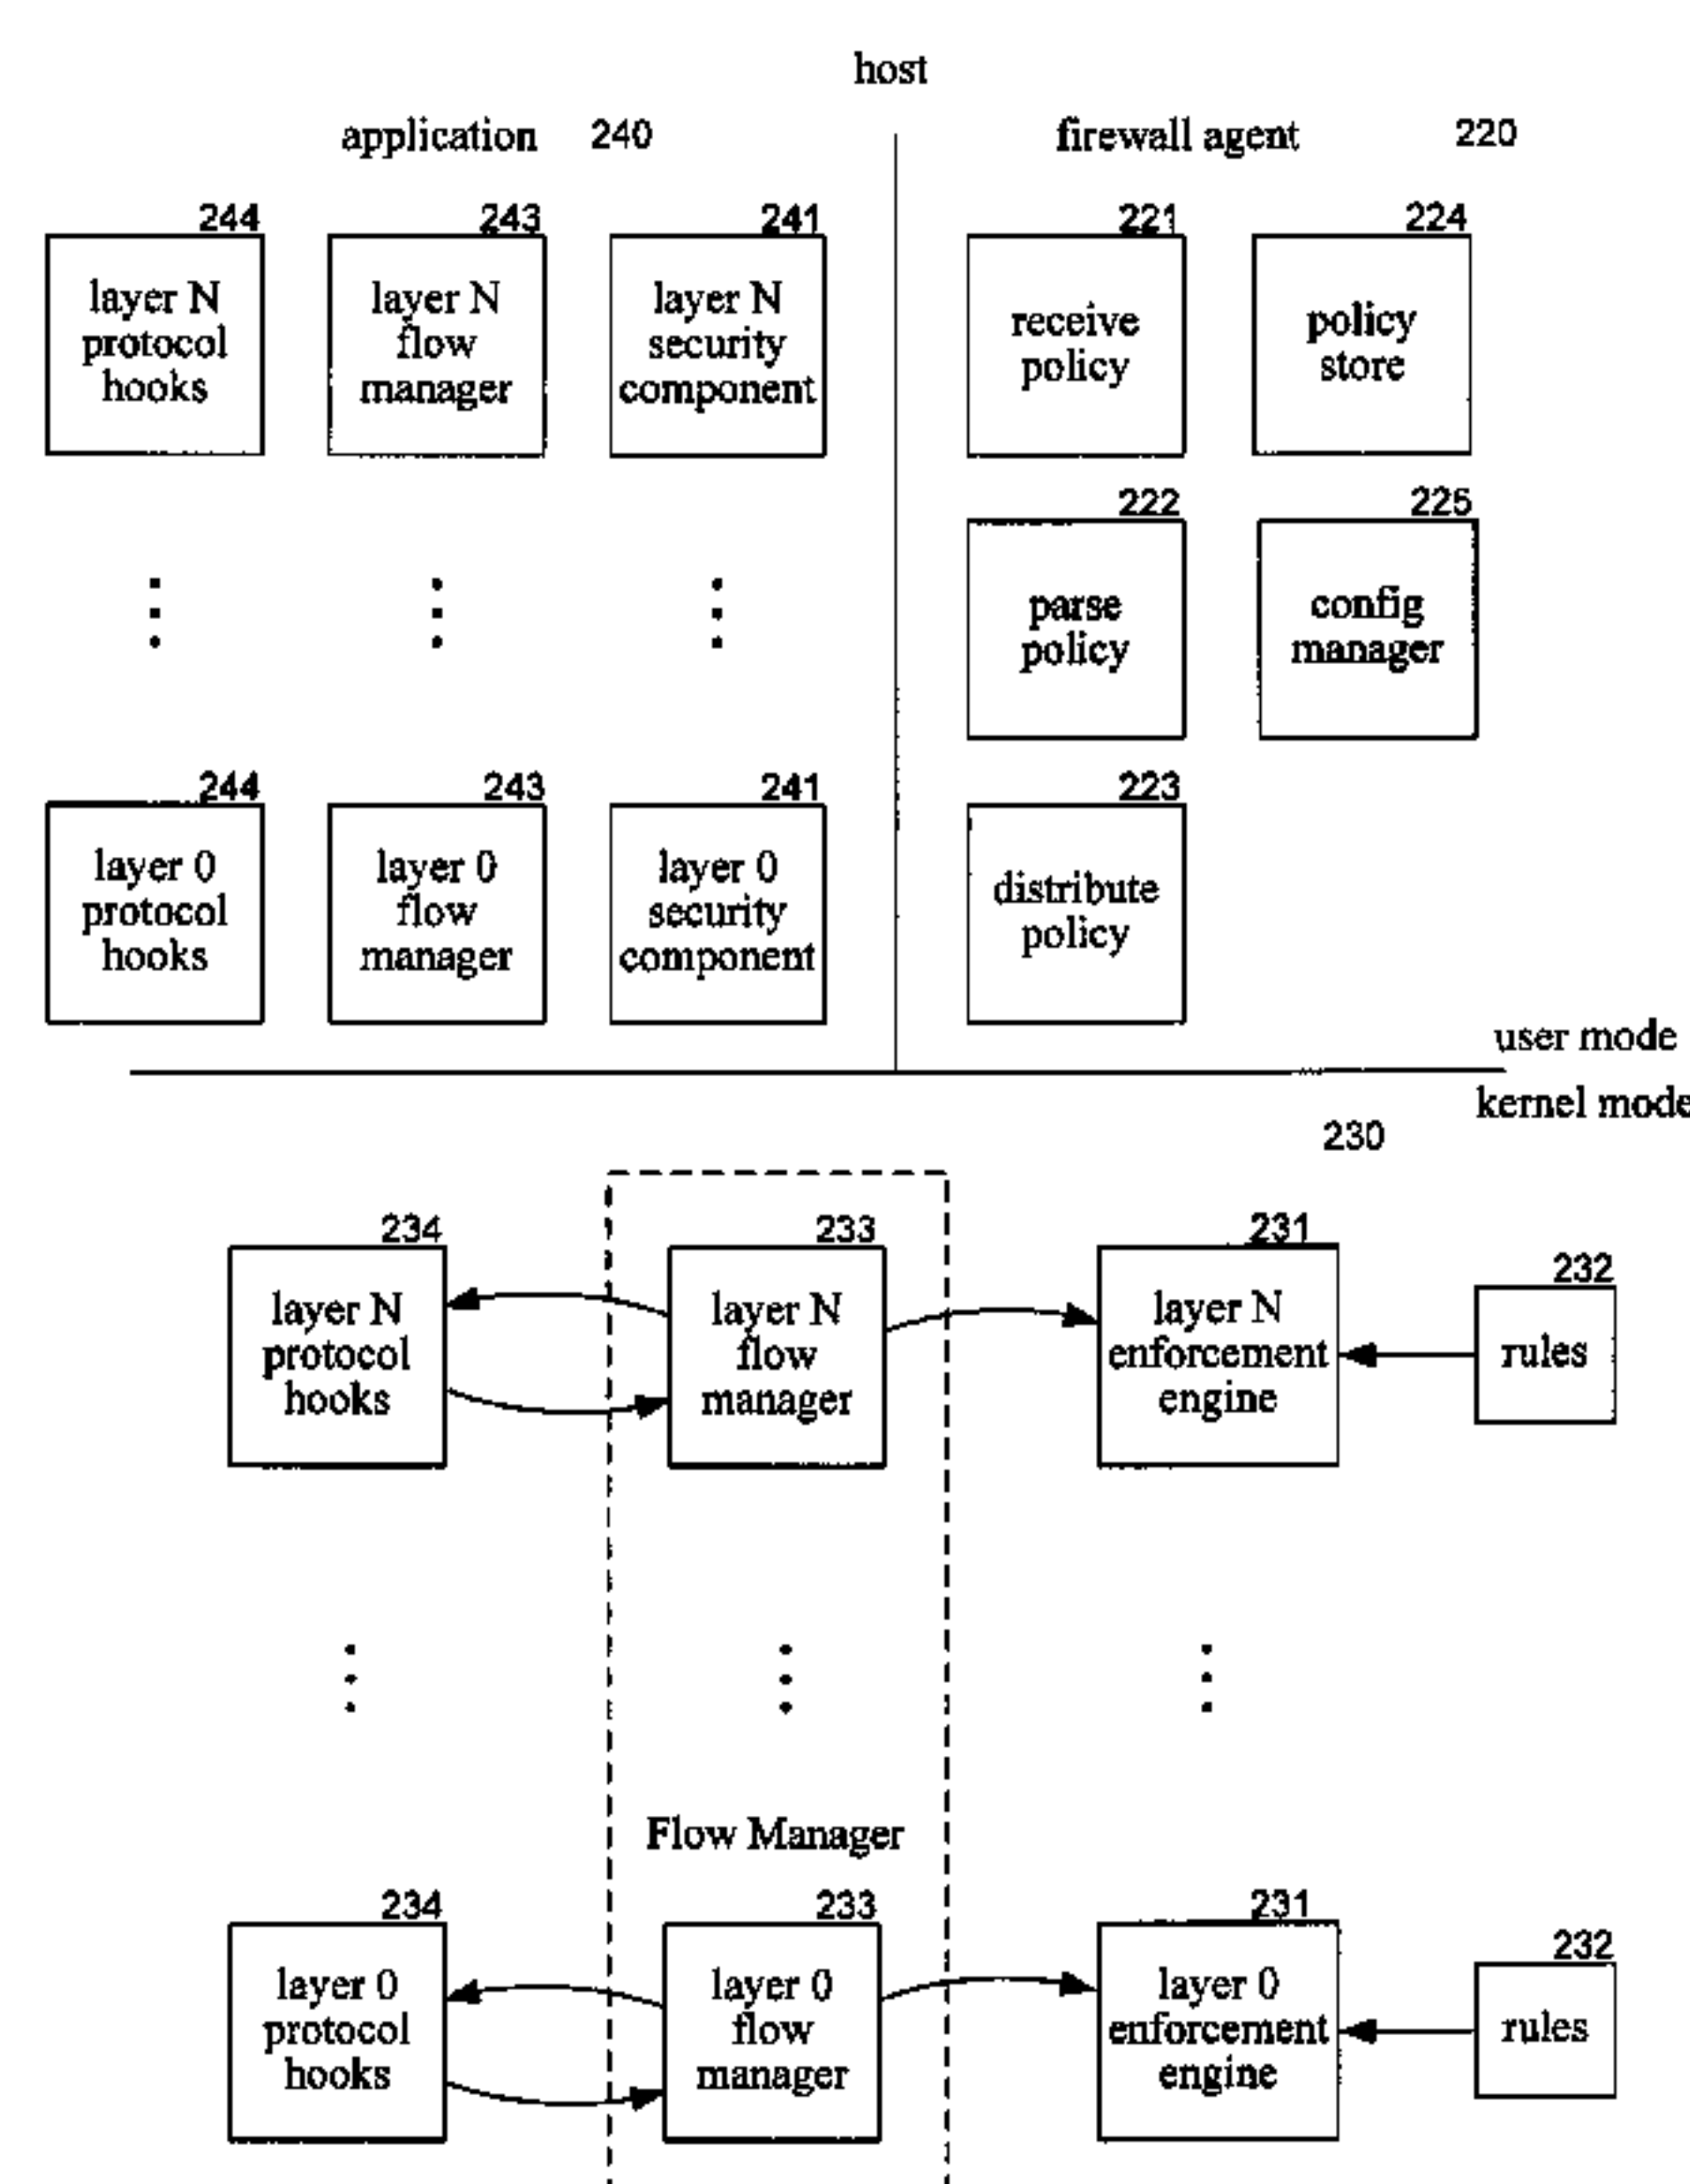 host
application 240
firewall agent 220
244
243
241
221
224
layer N
protocol
hooks
layer N
flow
manager
layer N
security
component
receive
policy
policy
store
222
225
parse
policy
config
manager
244
243
241
223
layer 0
protocol
hooks
layer 0
flow
manager
layer 0
security
component
distribute
policy
user mode
kernel mode
230
234
233
231
232
layer N
protocol
hooks
layer N
flow
manager
layer N
enforcement
engine
rules
Flow Manager
234
233
231
232
layer 0
protocol
hooks
layer 0
flow
manager
layer 0
enforcement
engine
rules